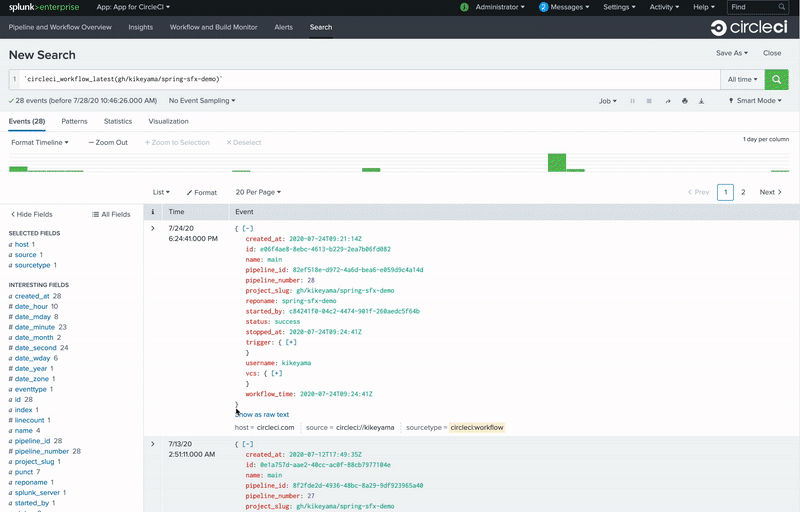 splunk>enterprise App: App for CircleCI Administrator 2 Messages Settings Activity Help Find
Pipeline and Workflow Overview Insights Workflow and Build Monitor Alerts Search circleci
New Search Save As Close
1 `circleci_workflow_latest(gh/kikeyama/spring-sfx-demo)` All time
28 events (before 7/28/20 10:46:26.000 AM) No Event Sampling Job Smart Mode
Events (28) Patterns Statistics Visualization
Format Timeline Zoom Out + Zoom to Selection × Deselect 1 day per column
List Format 20 Per Page Prev 1 2 Next
Hide Fields All Fields
SELECTED FIELDS
a host 1
a source 1
a sourcetype 1
INTERESTING FIELDS
a created_at 28
# date_hour 10
# date_mday 8
# date_minute 23
# date_month 2
# date_second 24
a date_wday 6
# date_year 1
# date_zone 1
a eventtype 1
a id 28
a index 1
# linecount 1
a name 4
a pipeline_id 28
# pipeline_number 28
a project_slug 1
a punct 7
a reponame 1
a splunk_server 1
a started_by 1
i Time Event
7/24/20
6:24:41.000 PM
{ [-]
created_at: 2020-07-24T09:21:14Z
id: e06f4ae8-8ebc-4613-b229-2ea7b06fd082
name: main
pipeline_id: 82ef518e-d972-4a6d-bea6-e059d9c4a14d
pipeline_number: 28
project_slug: gh/kikeyama/spring-sfx-demo
reponame: spring-sfx-demo
started_by: c84241f0-04c2-4474-901f-260aedc5f64b
status: success
stopped_at: 2020-07-24T09:24:41Z
trigger: { [+]
}
username: kikeyama
vcs: { [+]
}
workflow_time: 2020-07-24T09:24:41Z
}
Show as raw text
host = circleci.com source = circleci://kikeyama sourcetype = circleci:workflow
7/13/20
2:51:11.000 AM
{ [-]
created_at: 2020-07-12T17:49:35Z
id: 0e1a757d-aae2-40cc-ac0f-88cb7977104e
name: main
pipeline_id: 8f2fde2d-4936-48bc-8a29-9df923965a40
pipeline_number: 27
project_slug: gh/kikeyama/spring-sfx-demo